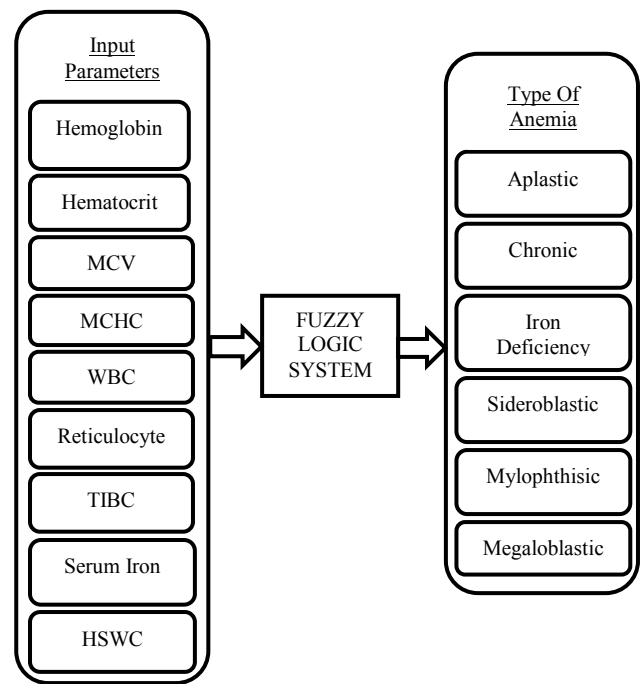 Input
Parameters
Hemoglobin
Hematocrit
MCV
MCHC
WBC
Reticulocyte
TIBC
Serum Iron
HSWC
FUZZY
LOGIC
SYSTEM
Type Of
Anemia
Aplastic
Chronic
Iron
Deficiency
Sideroblastic
Mylophthisic
Megaloblastic